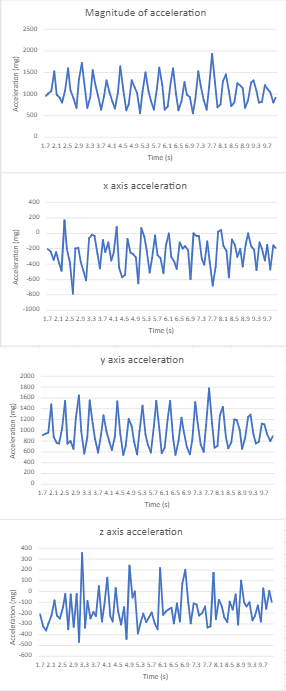 Magnitude of acceleration
2500
2000
1500
1000
500
0
Acceleration (mg)
1.7 2.1 2.5 2.9 3.3 3.7 4.1 4.5 4.9 5.3 5.7 6.1 6.5 6.9 7.3 7.7 8.1 8.5 8.9 9.3 9.7
Time (s)
x axis acceleration
400
200
0
-200
-400
-600
-800
-1000
Acceleration (mg)
1.7 2.1 2.5 2.9 3.3 3.7 4.1 4.5 4.9 5.3 5.7 6.1 6.5 6.9 7.3 7.7 8.1 8.5 8.9 9.3 9.7
Time (s)
y axis acceleration
2000
1800
1600
1400
1200
1000
800
600
400
200
0
Acceleration (mg)
1.7 2.1 2.5 2.9 3.3 3.7 4.1 4.5 4.9 5.3 5.7 6.1 6.5 6.9 7.3 7.7 8.1 8.5 8.9 9.3 9.7
Time (s)
z axis acceleration
400
300
200
100
0
-100
-200
-300
-400
-500
-600
Acceleration (mg)
1.7 2.1 2.5 2.9 3.3 3.7 4.1 4.5 4.9 5.3 5.7 6.1 6.5 6.9 7.3 7.7 8.1 8.5 8.9 9.3 9.7
Time (s)